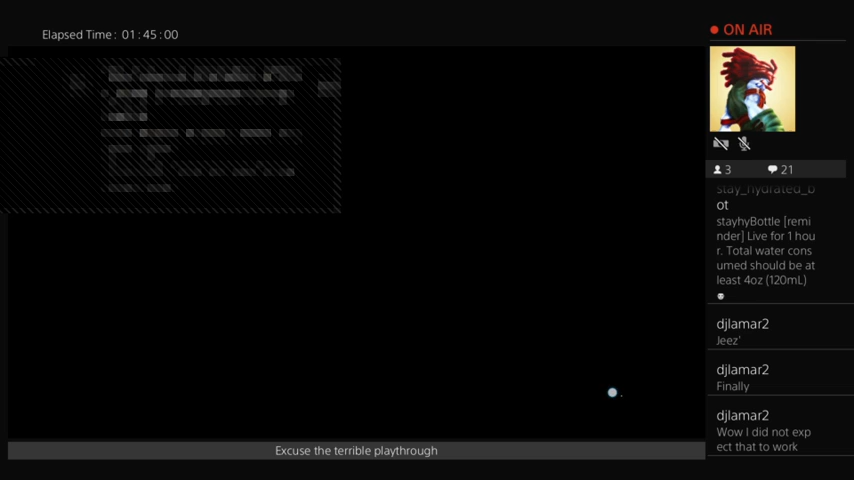 Elapsed Time: 01:45:00
ON AIR
3 21
stay_hydrated_b
ot
stayhyBottle [remi
nder] Live for 1 hou
r. Total water cons
umed should be at
least 4oz (120mL)
djlamar2
Jeez'
djlamar2
Finally
djlamar2
Wow I did not exp
ect that to work
Excuse the terrible playthrough